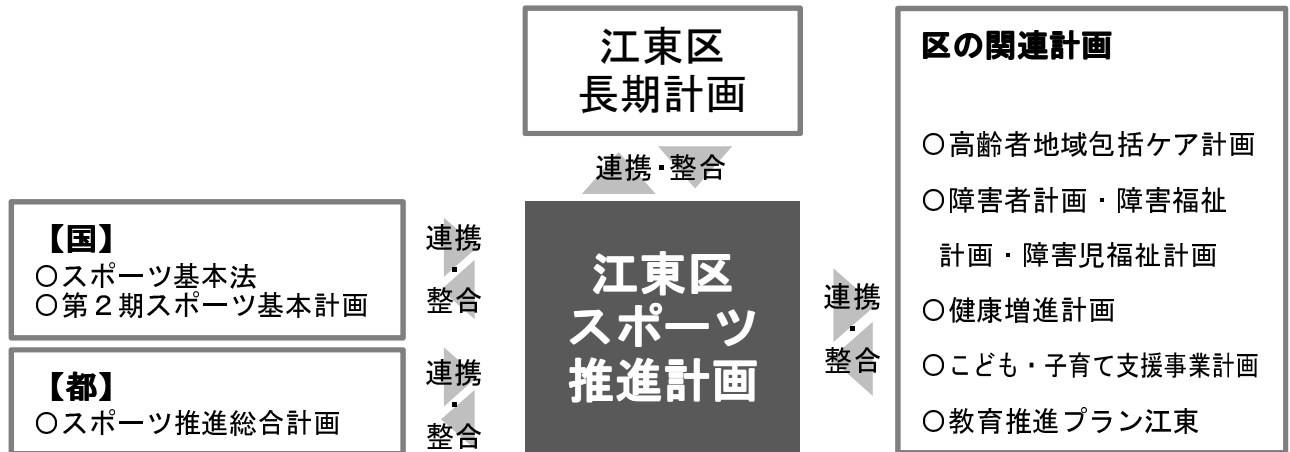 江東区
長期計画
連携・整合
【国】
○スポーツ基本法
○第2期スポーツ基本計画
連携
・
整合
【都】
○スポーツ推進総合計画
連携
・
整合
江東区
スポーツ
推進計画
連携
・
整合
区の関連計画
○高齢者地域包括ケア計画
○障害者計画・障害福祉
計画・障害児福祉計画
○健康増進計画
○こども・子育て支援事業計画
○教育推進プラン江東